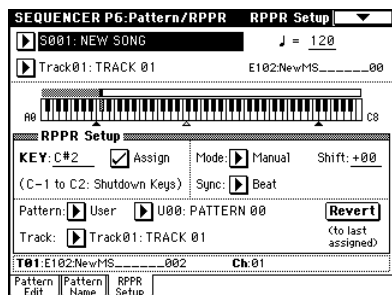 SEQUENCER P6:Pattern/RPPR RPPR Setup
S001: NEW SONG ♩ = 120
Track01: TRACK 01 E102:NewMS______00
A0 C8
RPPR Setup
KEY: C#2 Assign Mode: Manual Shift: +00
(C-1 to C2: Shutdown Keys) Sync: Beat
Pattern: User U00: PATTERN 00 Revert
Track: Track01: TRACK 01 (to last assigned)
T01:E102:NewMS______002 Ch:01
Pattern Edit Pattern Name RPPR Setup